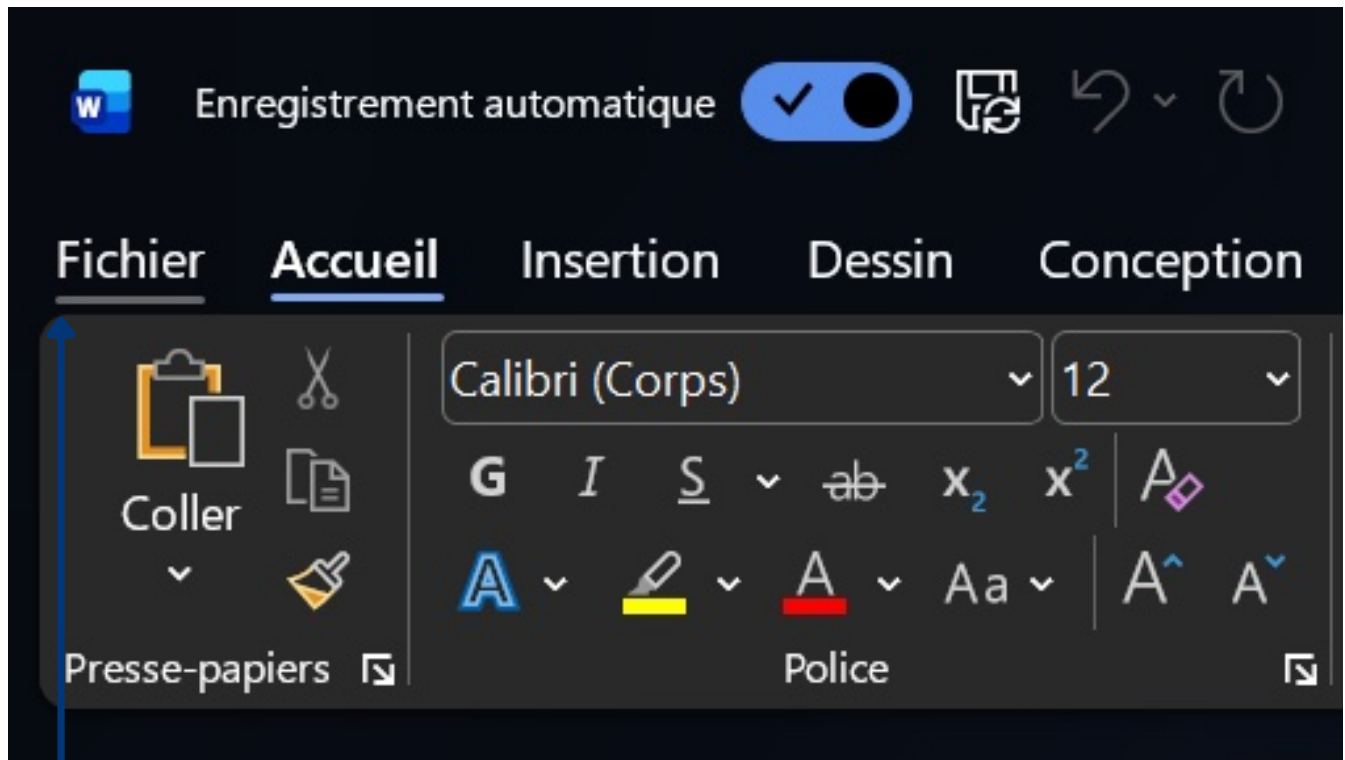 W Enregistrement automatique
Fichier Accueil Insertion Dessin Conception
Calibri (Corps) 12
G I S ab x₂ x² A
Coller
A A Aa A A
Presse-papiers Police